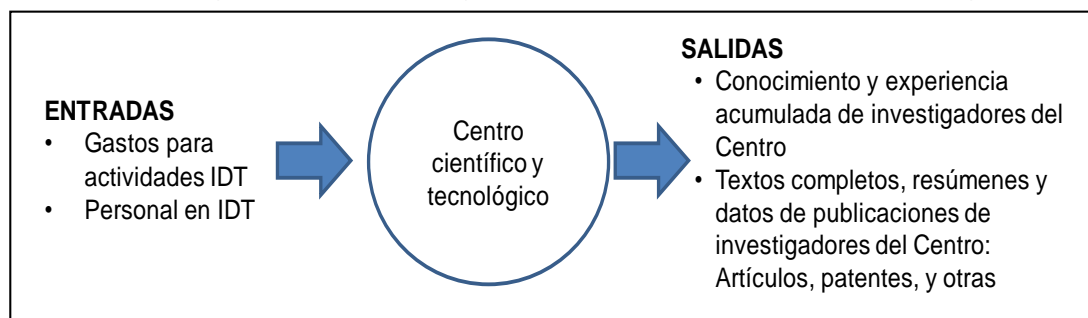 ENTRADAS
• Gastos para
actividades IDT
• Personal en IDT
Centro
científico y
tecnológico
SALIDAS
• Conocimiento y experiencia
acumulada de investigadores del
Centro
• Textos completos, resúmenes y
datos de publicaciones de
investigadores del Centro:
Artículos, patentes, y otras